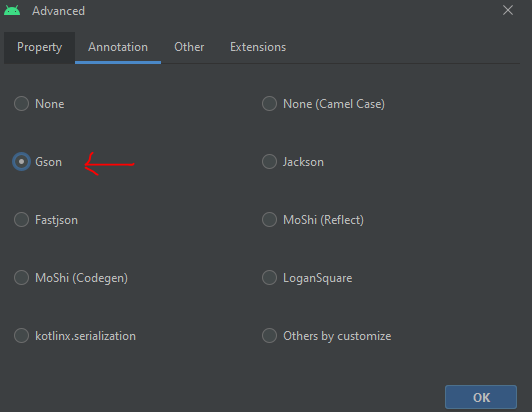 Advanced
Property Annotation Other Extensions
None None (Camel Case)
Gson Jackson
Fastjson MoShi (Reflect)
MoShi (Codegen) LoganSquare
kotlinx.serialization Others by customize
OK